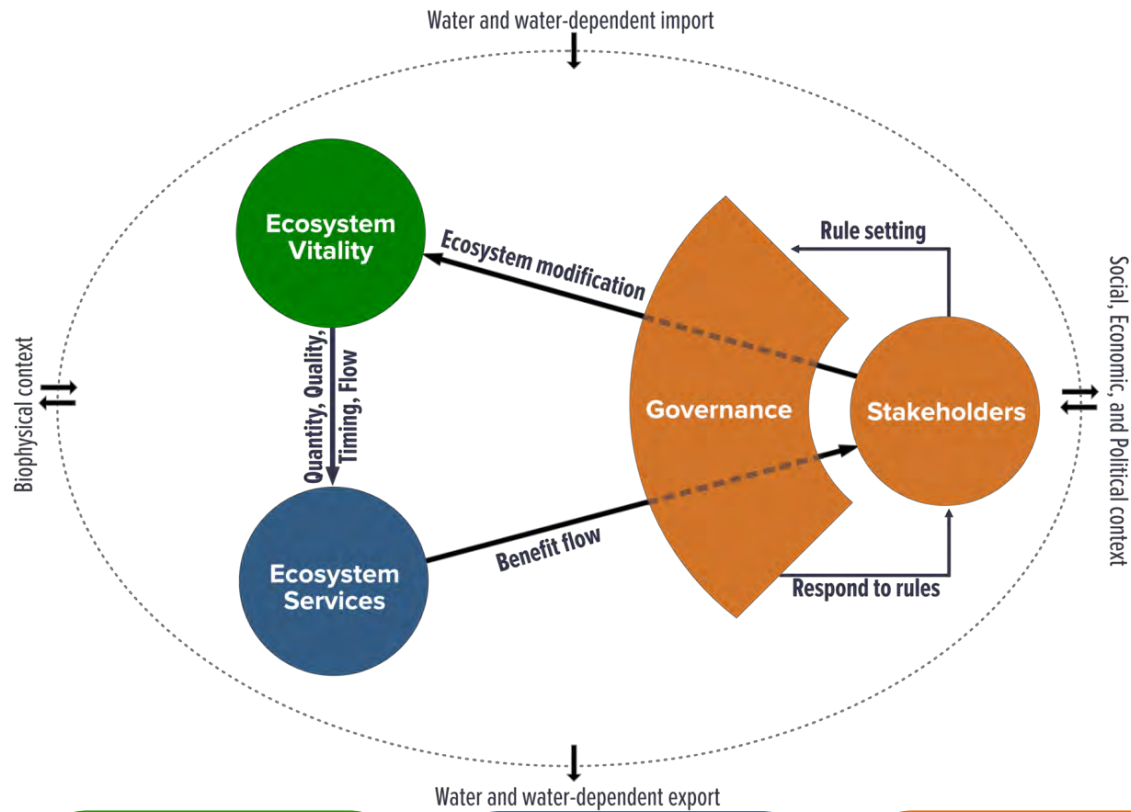 Water and water-dependent import
Ecosystem
Vitality
Ecosystem modification
Rule setting
Quantity, Quality,
Timing, Flow
Governance
Stakeholders
Biophysical context
Social, Economic, and Political context
Benefit flow
Ecosystem
Services
Respond to rules
Water and water-dependent export